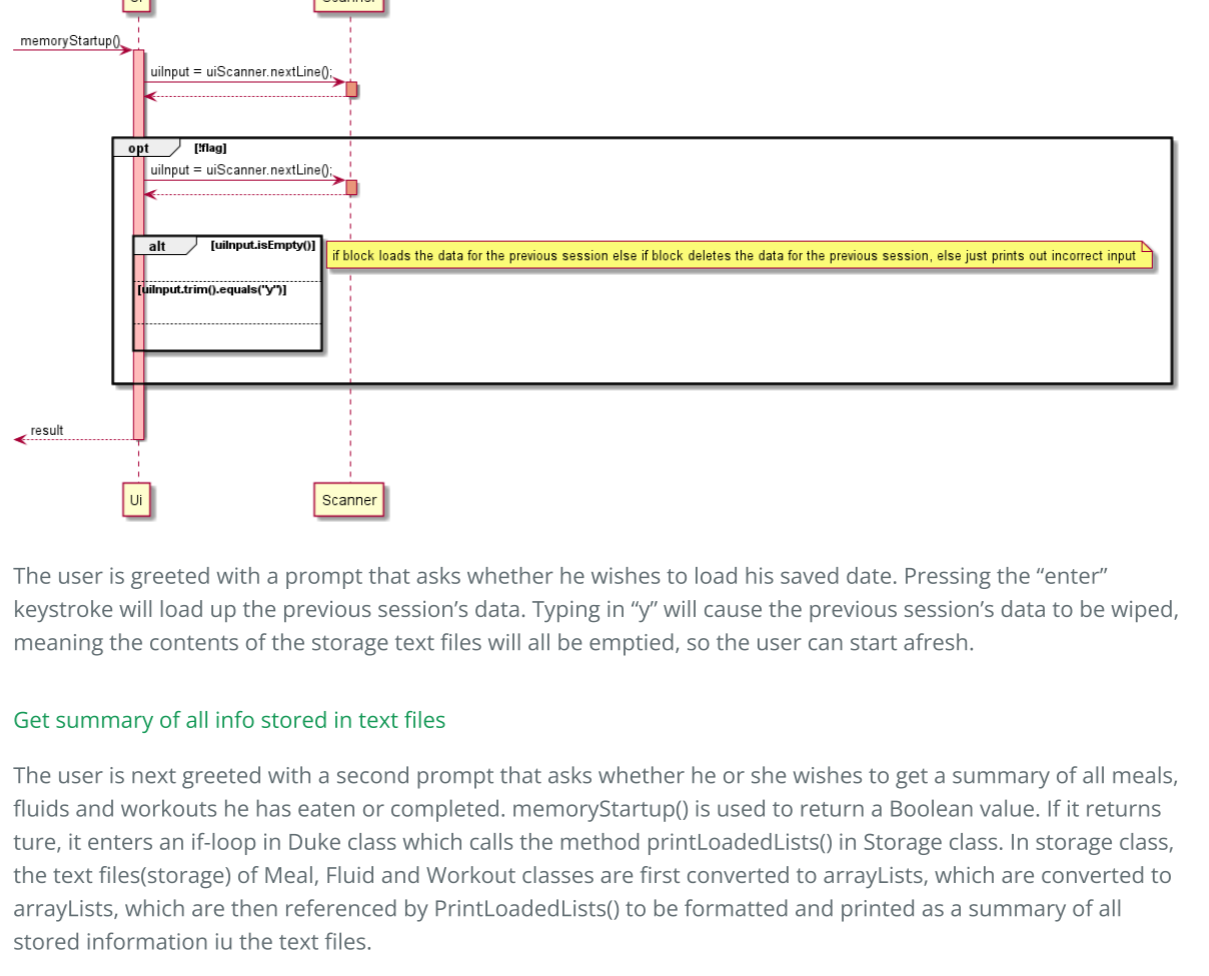 Ui Scanner
memoryStartup()
uiInput = uiScanner.nextLine();
opt [!flag]
uiInput = uiScanner.nextLine();
alt [uiInput.isEmpty()]
if block loads the data for the previous session else if block deletes the data for the previous session, else just prints out incorrect input
[uiInput.trim().equals("y")]
result
Ui Scanner
The user is greeted with a prompt that asks whether he wishes to load his saved date. Pressing the “enter”
keystroke will load up the previous session’s data. Typing in “y” will cause the previous session’s data to be wiped,
meaning the contents of the storage text files will all be emptied, so the user can start afresh.
Get summary of all info stored in text files
The user is next greeted with a second prompt that asks whether he or she wishes to get a summary of all meals,
fluids and workouts he has eaten or completed. memoryStartup() is used to return a Boolean value. If it returns
ture, it enters an if-loop in Duke class which calls the method printLoadedLists() in Storage class. In storage class,
the text files(storage) of Meal, Fluid and Workout classes are first converted to arrayLists, which are converted to
arrayLists, which are then referenced by PrintLoadedLists() to be formatted and printed as a summary of all
stored information iu the text files.